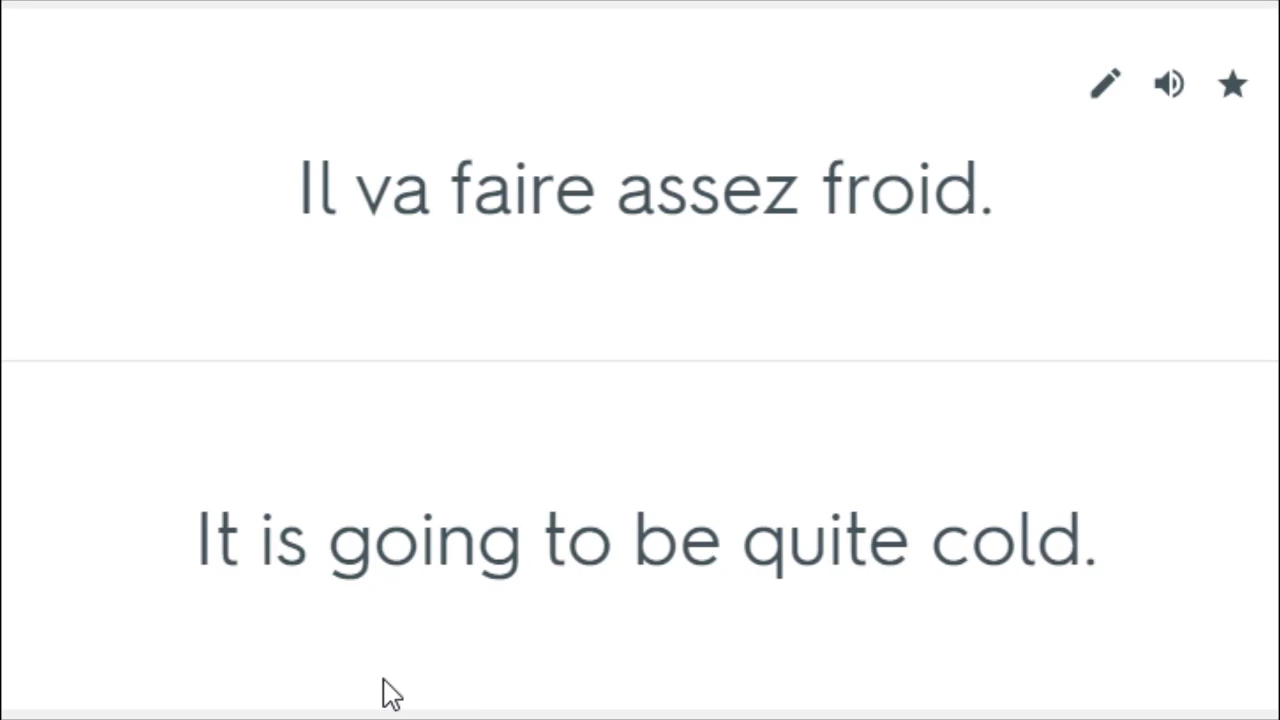 Il va faire assez froid.
It is going to be quite cold.